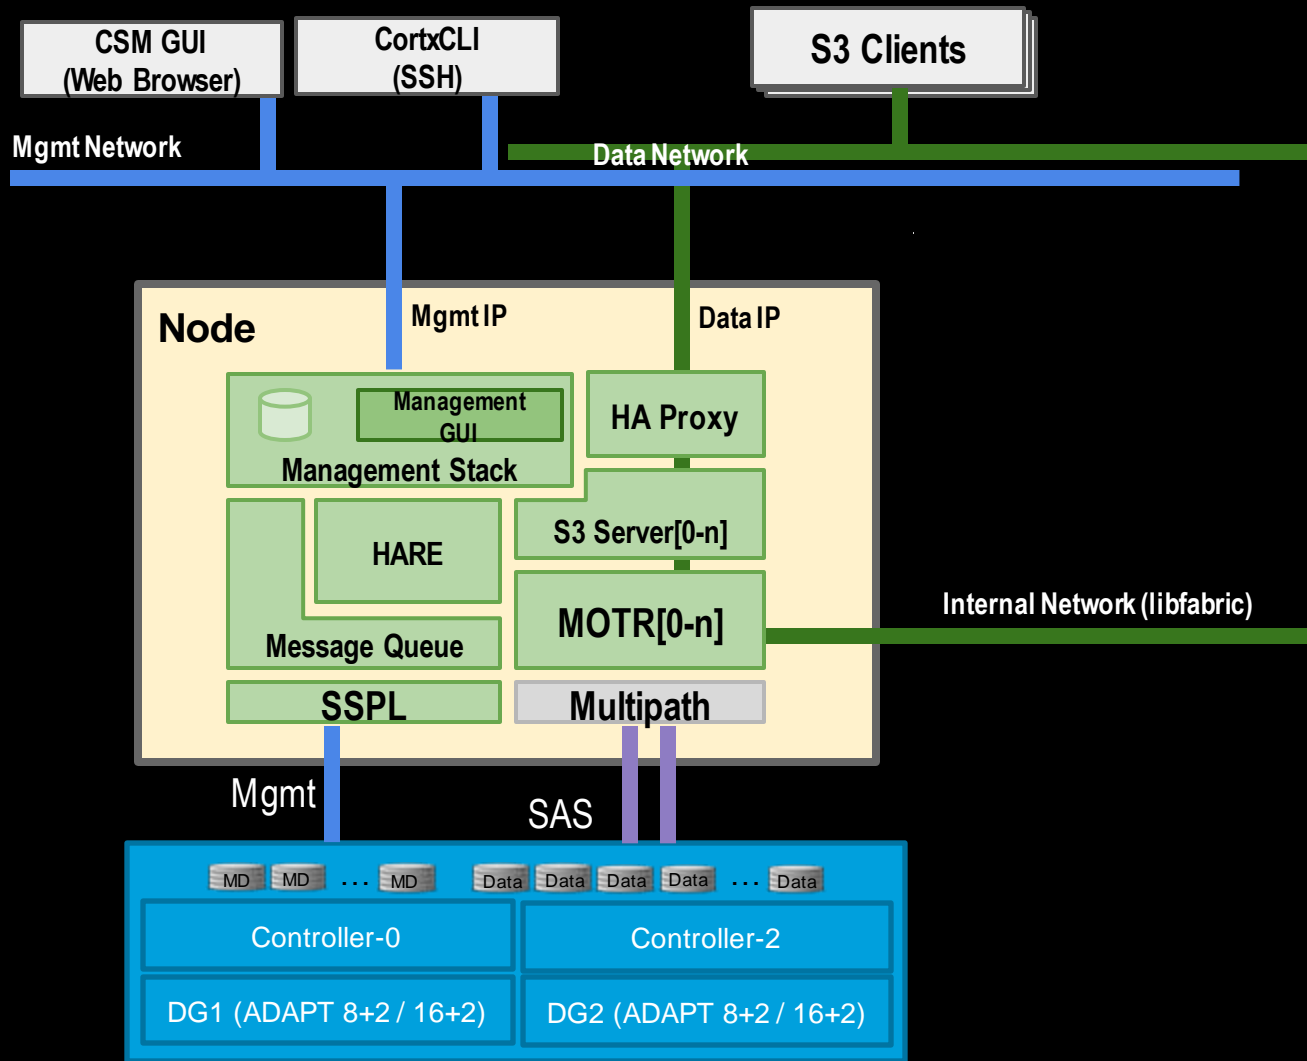 CSM GUI
(Web Browser)
CortxCLI
(SSH)
S3 Clients
Mgmt Network
Data Network
Node
Mgmt IP
Data IP
Management
GUI
Management Stack
HA Proxy
HARE
S3 Server[0-n]
Message Queue
MOTR[0-n]
Internal Network (libfabric)
SSPL
Multipath
Mgmt
SAS
MD MD ... MD Data Data Data Data ... Data
Controller-0
Controller-2
DG1 (ADAPT 8+2 / 16+2)
DG2 (ADAPT 8+2 / 16+2)